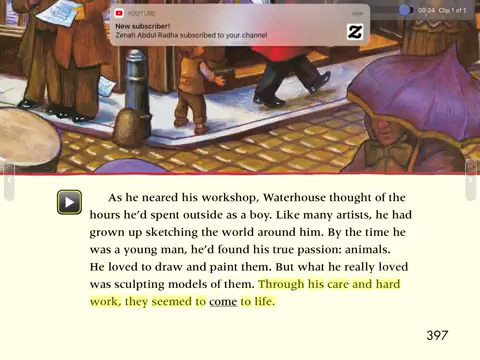 YOUTUBE
now
New subscriber!
Zenah Abdul Radha subscribed to your channel
Z
00:24 Clip 1 of 1
As he neared his workshop, Waterhouse thought of the
hours he'd spent outside as a boy. Like many artists, he had
grown up sketching the world around him. By the time he
was a young man, he'd found his true passion: animals.
He loved to draw and paint them. But what he really loved
was sculpting models of them. Through his care and hard
work, they seemed to come to life.
397